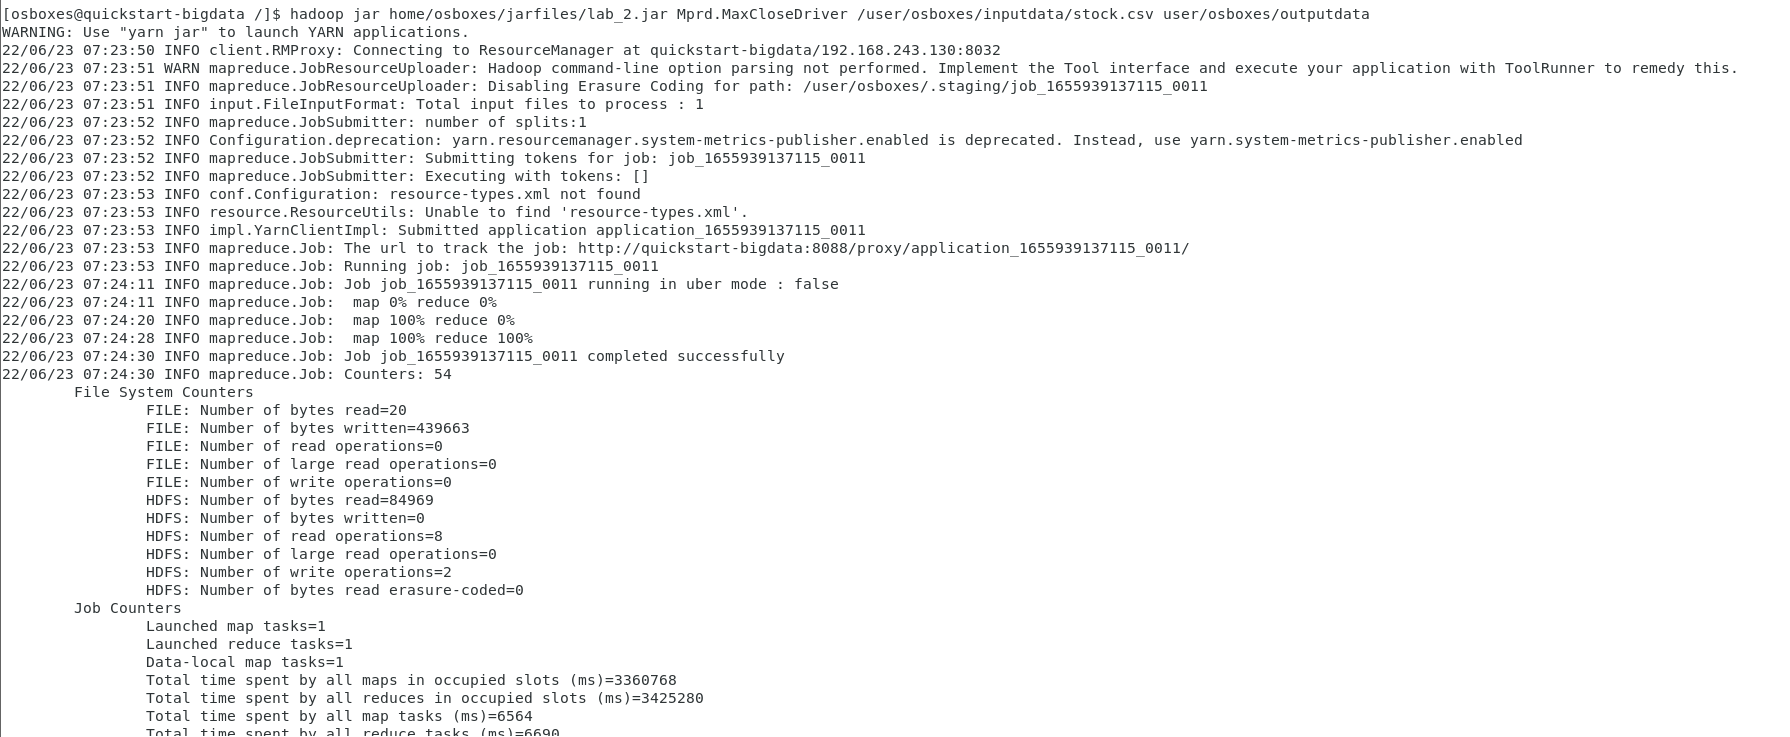 [osboxes@quickstart-bigdata /]$ hadoop jar home/osboxes/jarfiles/lab_2.jar Mprd.MaxCloseDriver /user/osboxes/inputdata/stock.csv user/osboxes/outputdata
WARNING: Use "yarn jar" to launch YARN applications.
22/06/23 07:23:50 INFO client.RMProxy: Connecting to ResourceManager at quickstart-bigdata/192.168.243.130:8032
22/06/23 07:23:51 WARN mapreduce.JobResourceUploader: Hadoop command-line option parsing not performed. Implement the Tool interface and execute your application with ToolRunner to remedy this.
22/06/23 07:23:51 INFO mapreduce.JobResourceUploader: Disabling Erasure Coding for path: /user/osboxes/.staging/job_1655939137115_0011
22/06/23 07:23:51 INFO input.FileInputFormat: Total input files to process : 1
22/06/23 07:23:52 INFO mapreduce.JobSubmitter: number of splits:1
22/06/23 07:23:52 INFO Configuration.deprecation: yarn.resourcemanager.system-metrics-publisher.enabled is deprecated. Instead, use yarn.system-metrics-publisher.enabled
22/06/23 07:23:52 INFO mapreduce.JobSubmitter: Submitting tokens for job: job_1655939137115_0011
22/06/23 07:23:52 INFO mapreduce.JobSubmitter: Executing with tokens: []
22/06/23 07:23:53 INFO conf.Configuration: resource-types.xml not found
22/06/23 07:23:53 INFO resource.ResourceUtils: Unable to find 'resource-types.xml'.
22/06/23 07:23:53 INFO impl.YarnClientImpl: Submitted application application_1655939137115_0011
22/06/23 07:23:53 INFO mapreduce.Job: The url to track the job: http://quickstart-bigdata:8088/proxy/application_1655939137115_0011/
22/06/23 07:23:53 INFO mapreduce.Job: Running job: job_1655939137115_0011
22/06/23 07:24:11 INFO mapreduce.Job: Job job_1655939137115_0011 running in uber mode : false
22/06/23 07:24:11 INFO mapreduce.Job:  map 0% reduce 0%
22/06/23 07:24:20 INFO mapreduce.Job:  map 100% reduce 0%
22/06/23 07:24:28 INFO mapreduce.Job:  map 100% reduce 100%
22/06/23 07:24:30 INFO mapreduce.Job: Job job_1655939137115_0011 completed successfully
22/06/23 07:24:30 INFO mapreduce.Job: Counters: 54
File System Counters
FILE: Number of bytes read=20
FILE: Number of bytes written=439663
FILE: Number of read operations=0
FILE: Number of large read operations=0
FILE: Number of write operations=0
HDFS: Number of bytes read=84969
HDFS: Number of bytes written=0
HDFS: Number of read operations=8
HDFS: Number of large read operations=0
HDFS: Number of write operations=2
HDFS: Number of bytes read erasure-coded=0
Job Counters
Launched map tasks=1
Launched reduce tasks=1
Data-local map tasks=1
Total time spent by all maps in occupied slots (ms)=3360768
Total time spent by all reduces in occupied slots (ms)=3425280
Total time spent by all map tasks (ms)=6564
Total time spent by all reduce tasks (ms)=6690